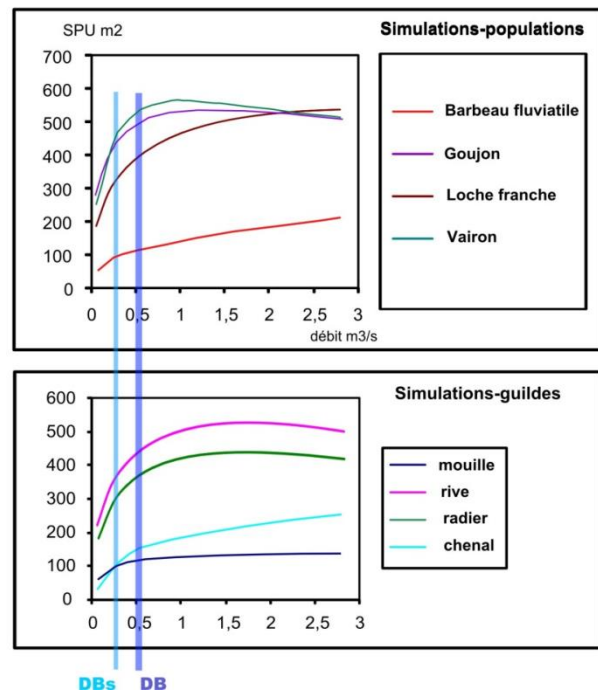 SPU m2
Simulations-populations
700
600
500
400
300
200
100
0
0 0,5 1 1,5 2 2,5 3
débit m3/s
Barbeau fluviatile
Goujon
Loche franche
Vairon
Simulations-guildes
600
500
400
300
200
100
0
0 0,5 1 1,5 2 2,5 3
mouille
rive
radier
chenal
DBs DB